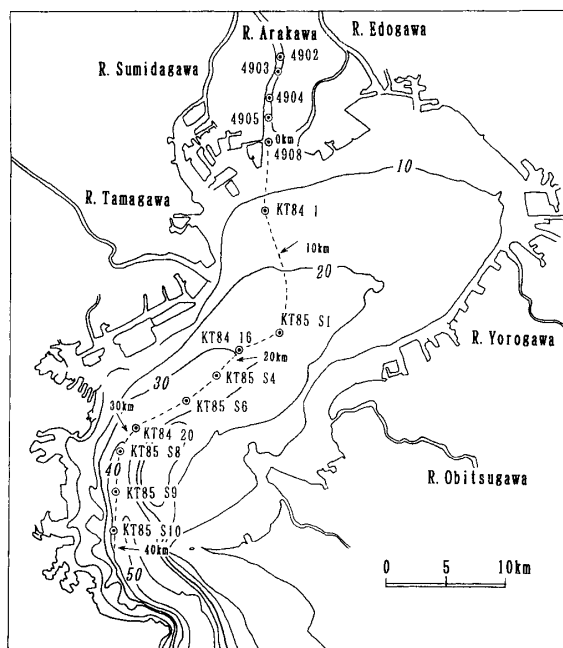 R. Edogawa
R. Arakawa
R. Sumidagawa
4902
4903
4904
4905
0km
4908
R. Tamagawa
10
KT84 1
10km
20
KT85 S1
KT84 16
R. Yorogawa
20km
30
KT85 S4
30km
KT85 S6
KT84 20
KT85 S8
40
R. Obitsugawa
KT85 S9
KT85 S10
40km
50
0 5 10km